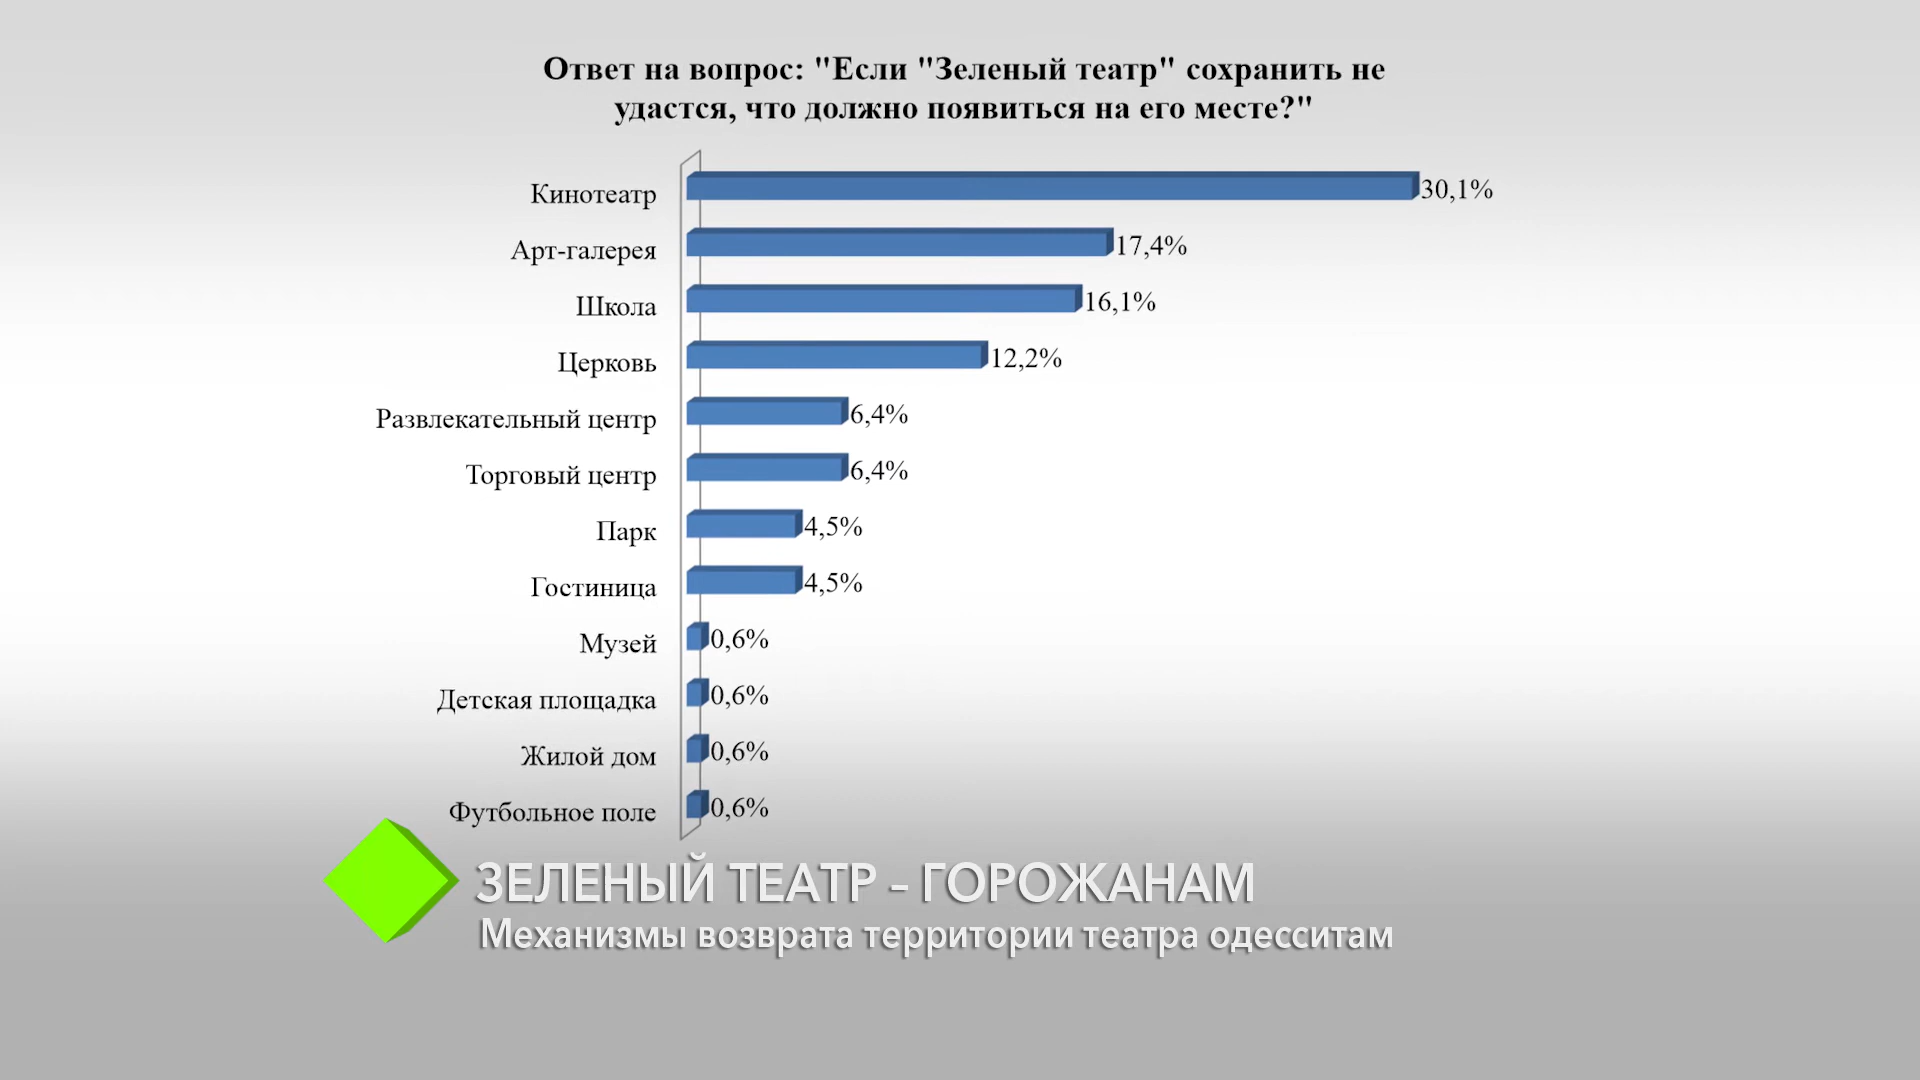 Ответ на вопрос: "Если "Зеленый театр" сохранить не
удастся, что должно появиться на его месте?"
Кинотеатр 30,1%
Арт-галерея 17,4%
Школа 16,1%
Церковь 12,2%
Развлекательный центр 6,4%
Торговый центр 6,4%
Парк 4,5%
Гостиница 4,5%
Музей 0,6%
Детская площадка 0,6%
Жилой дом 0,6%
Футбольное поле 0,6%
ЗЕЛЕНЫЙ ТЕАТР – ГОРОЖАНАМ
Механизмы возврата территории театра одесситам